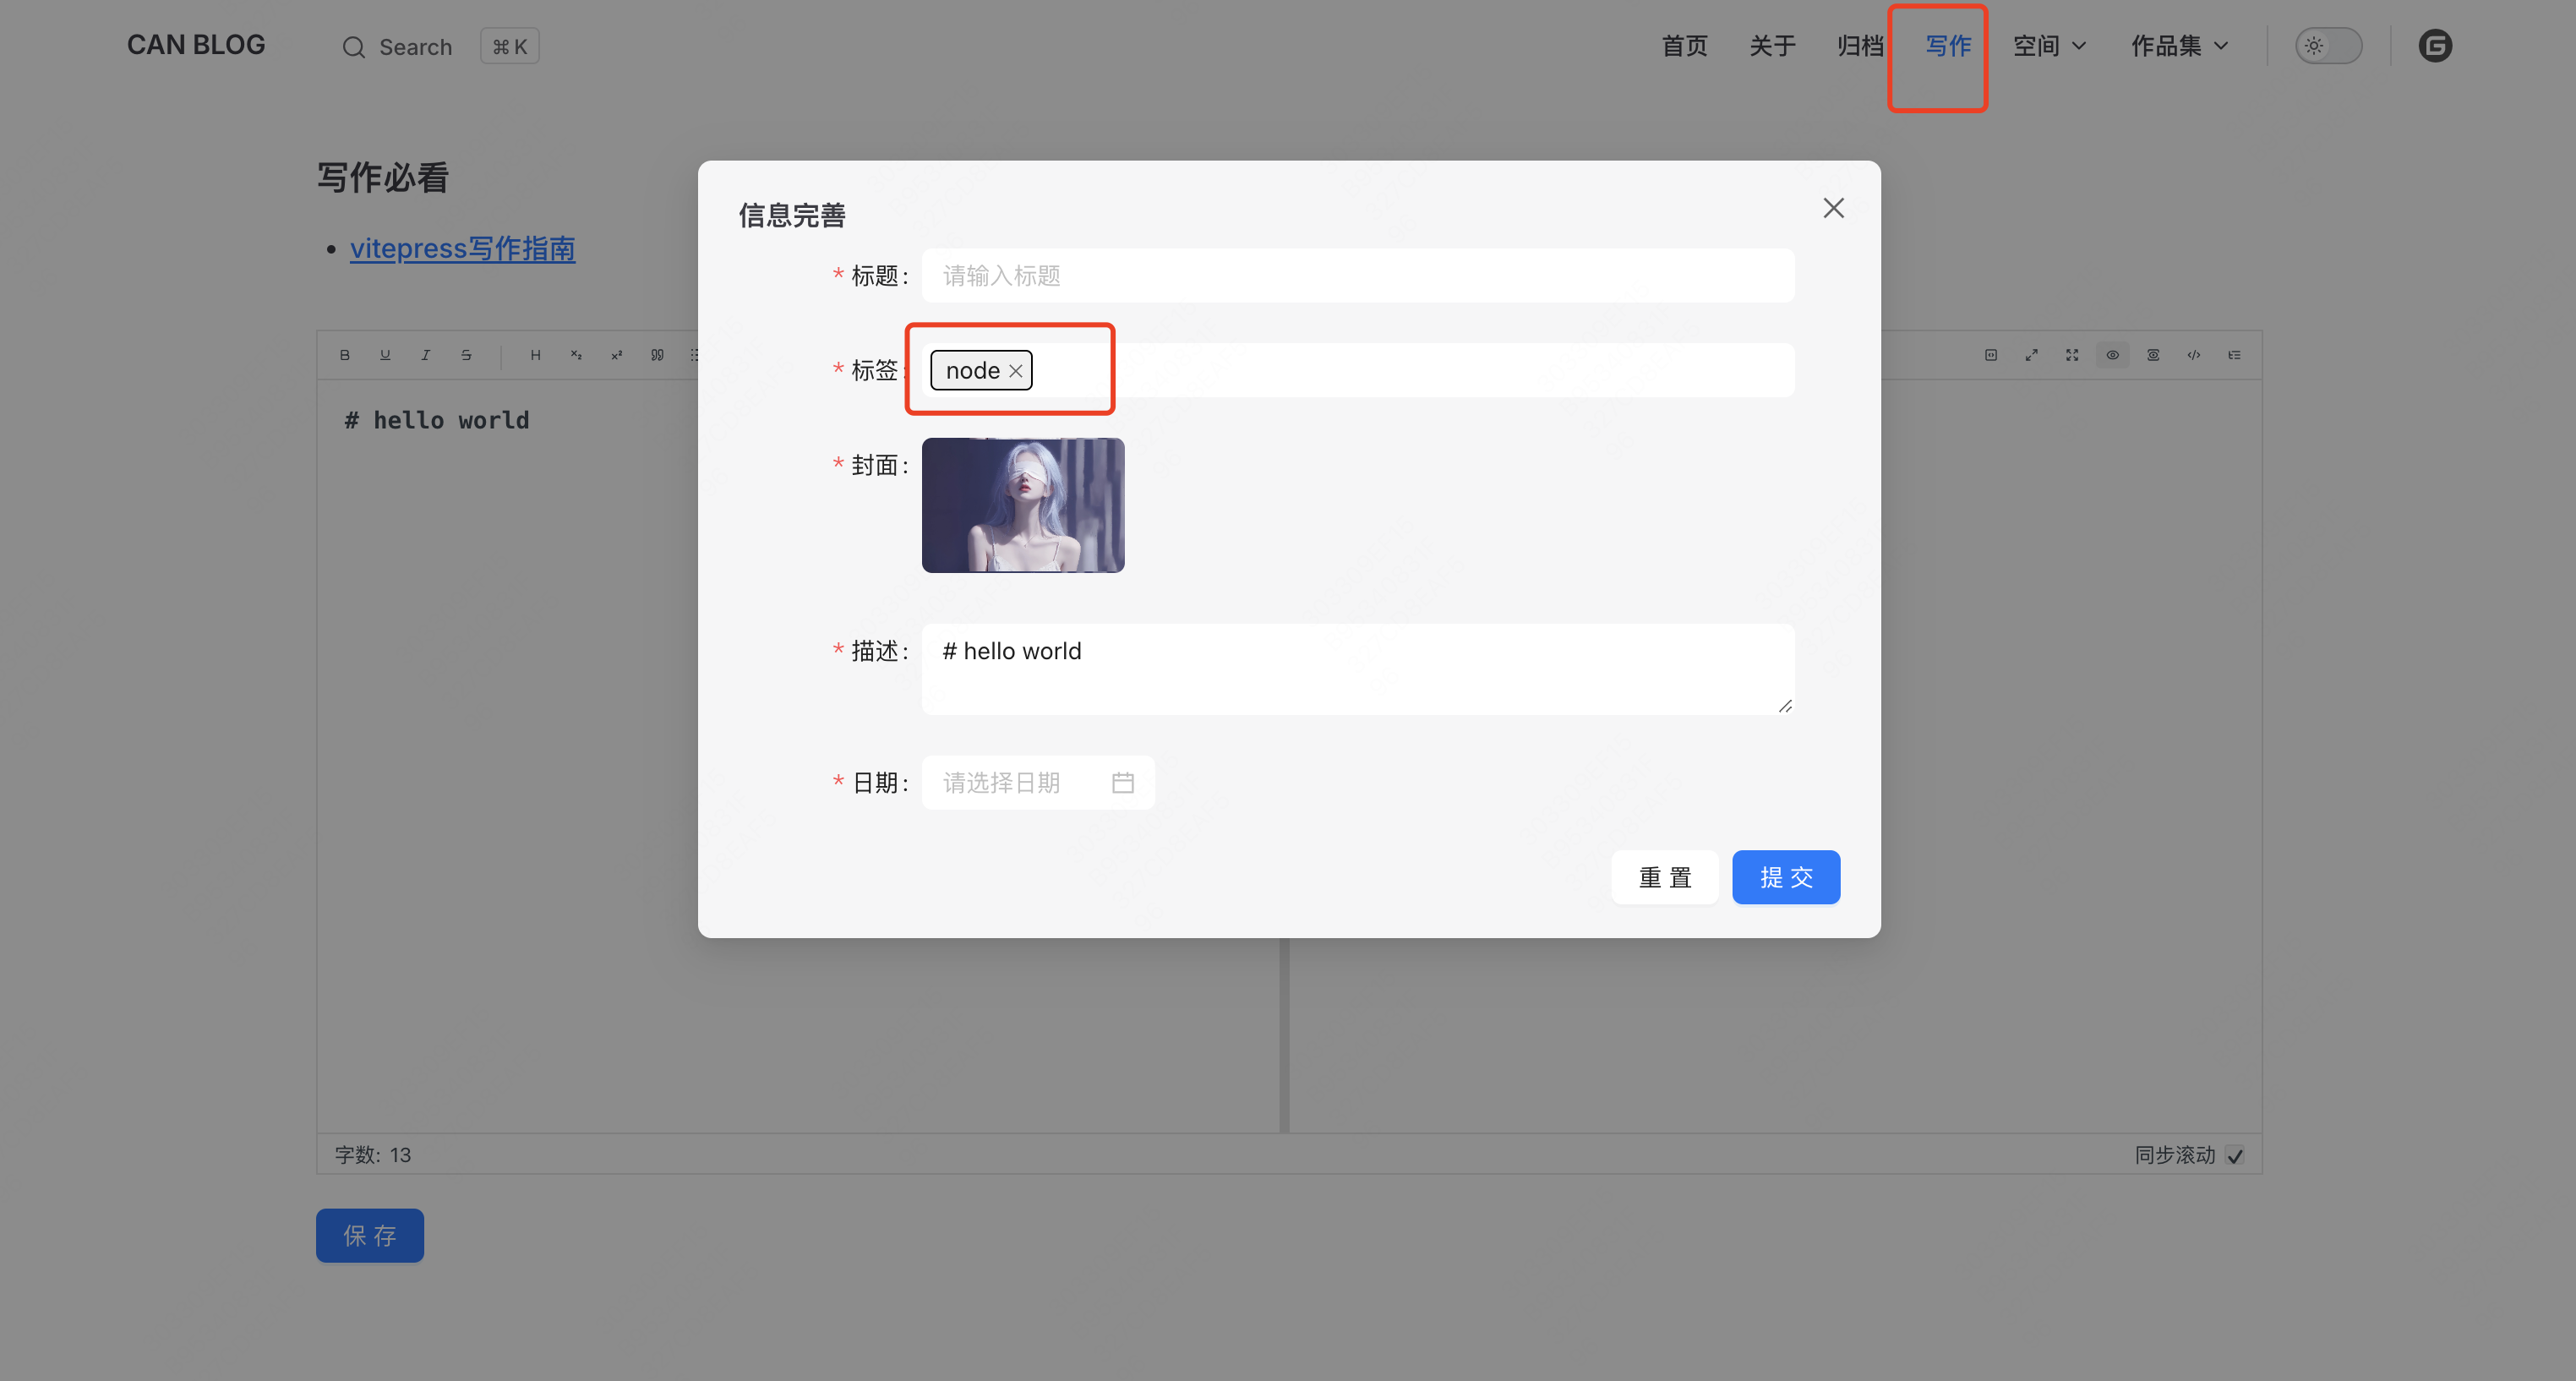 CAN BLOG Search ⌘ K 首页 关于 归档 写作 空间 作品集
写作必看
• vitepress写作指南
信息完善
* 标题: 请输入标题
* 标签: node
* 封面:
* 描述: # hello world
* 日期: 请选择日期
重 置 提 交
B U I S H X₂ X²
# hello world
字数: 13 同步滚动
保 存